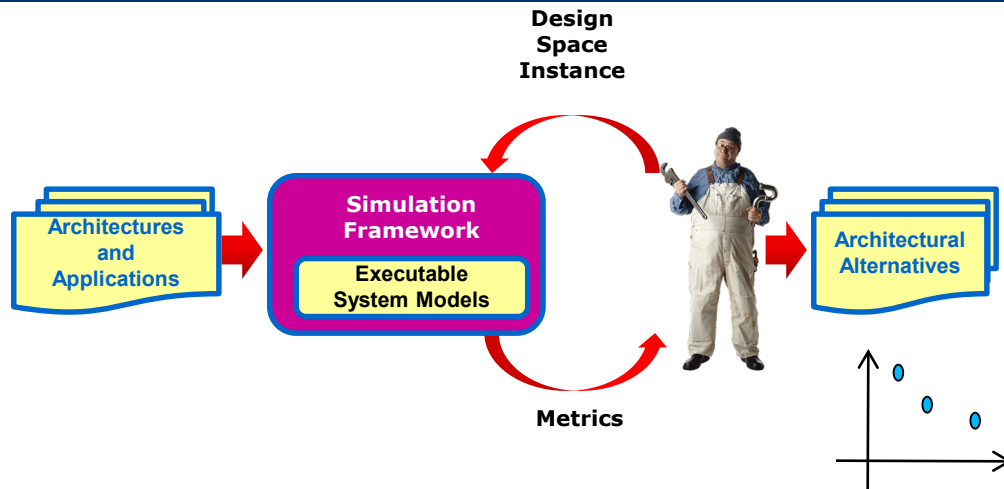 Design
Space
Instance
Architectures
and
Applications
Simulation
Framework
Executable
System Models
Architectural
Alternatives
Metrics